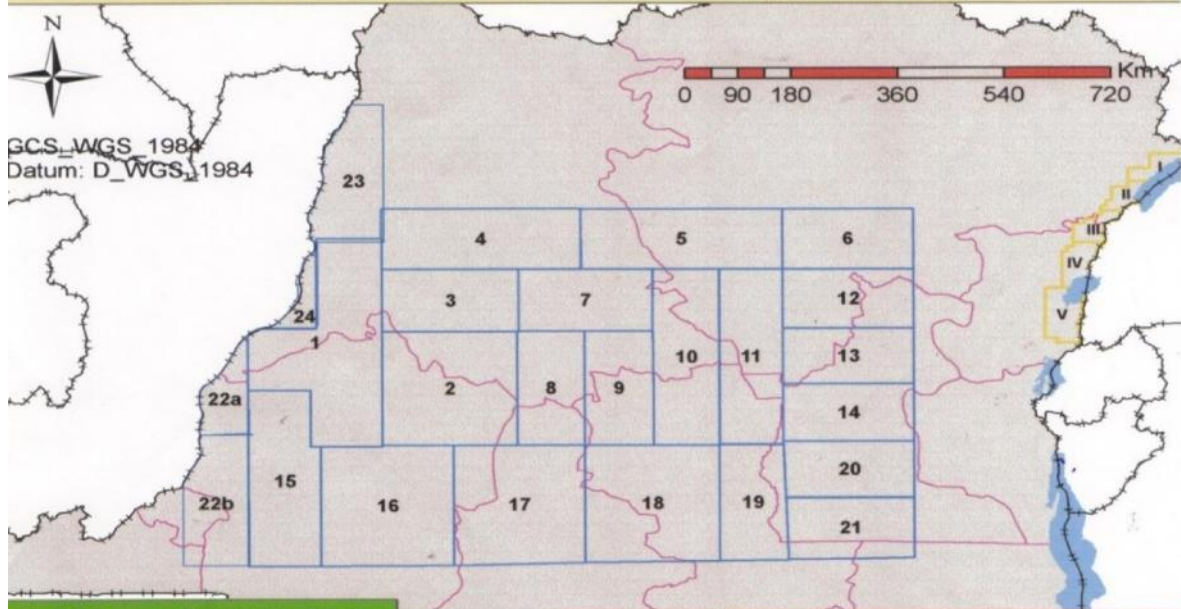 N
Km
0 90 180 360 540 720
GCS_WGS_1984
Datum: D_WGS_1984
I
23
II
III
4 5 6
IV
3 7 12
24 V
1
10 11 13
2 8 9
22a 14
20
15
22b 16 17 18 19
21